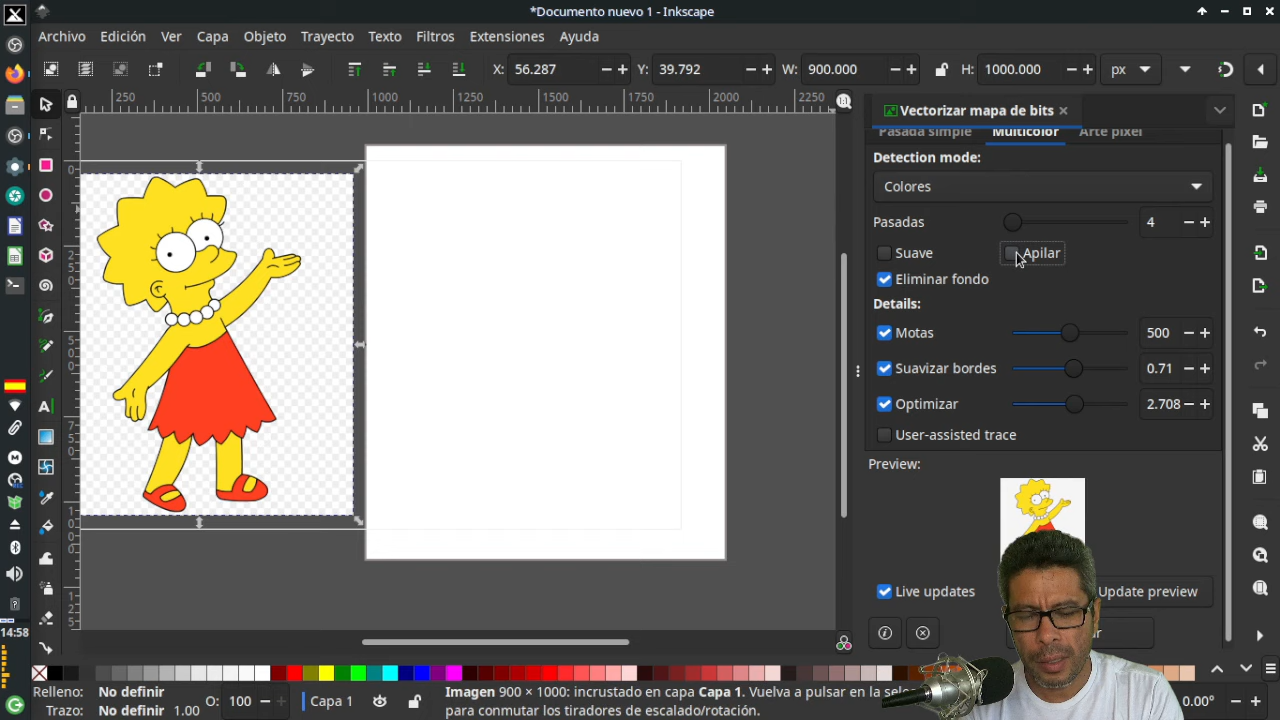 *Documento nuevo 1 - Inkscape
Archivo Edición Ver Capa Objeto Trayecto Texto Filtros Extensiones Ayuda
X: 56.287 Y: 39.792 W: 900.000 H: 1000.000 px
250 500 750 1000 1250 1500 1750 2000 2250
Vectorizar mapa de bits
Pasada simple Multicolor Arte pixel
Detection mode:
Colores
Pasadas 4
Suave Apilar
Eliminar fondo
Details:
Motas 500
Suavizar bordes 0.71
Optimizar 2.708
User-assisted trace
Preview:
Live updates Update preview
14:58
Relleno: No definir
Trazo: No definir 1.00
O: 100
Capa 1
Imagen 900 × 1000: incrustado en capa Capa 1. Vuelva a pulsar en la sele
para conmutar los tiradores de escalado/rotación.
0.00°